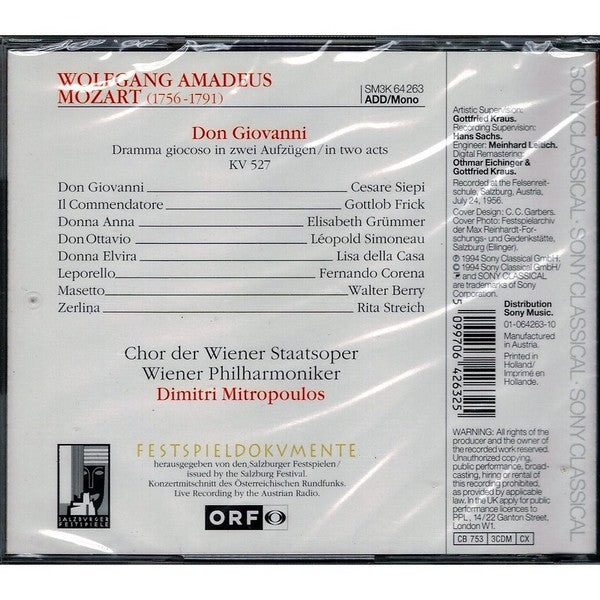 WOLFGANG AMADEUS
MOZART (1756-1791)
SM3K 64263
ADD/Mono
Don Giovanni
Dramma giocoso in zwei Aufzügen/in two acts
KV 527
Don Giovanni Cesare Siepi
Il Commendatore Gottlob Frick
Donna Anna Elisabeth Grümmer
Don Ottavio Léopold Simoneau
Donna Elvira Lisa della Casa
Leporello Fernando Corena
Masetto Walter Berry
Zerlina Rita Streich
Chor der Wiener Staatsoper
Wiener Philharmoniker
Dimitri Mitropoulos
FESTSPIELDOKVMENTE
herausgegeben von den Salzburger Festspielen/
issued by the Salzburg Festival.
Konzertmitschnitt des Österreichischen Rundfunks.
Live Recording by the Austrian Radio.
SALZBURGER
FESTSPIELE
ORF
Artistic Supervision:
Gottfried Kraus.
Recording Supervision:
Hans Sachs.
Engineer: Meinhard Leuch.
Digital Remastering:
Othmar Eichinger &
Gottfried Kraus.
Recorded at the Felsenreit-
schule, Salzburg, Austria,
July 24, 1956.
Cover Design: C. C. Garbers.
Cover Photo: Festspielarchiv
der Max Reinhardt-For-
schungs- und Gedenkstätte,
Salzburg (Ellinger).
℗ 1994 Sony Classical GmbH.
© 1994 Sony Classical GmbH/
and SONY CLASSICAL
are trademarks of Sony
Corporation.
Distribution
Sony Music.
01-064263-10
Manufactured
in Austria.
Printed in
Holland/
Imprimé en
Hollande.
5 099706 426325
WARNING: All rights of the
producer and the owner of the
recorded work reserved.
Unauthorized copying,
public performance, broad-
casting, hiring or rental of
this recording prohibited,
as provided by applicable
law. In the UK apply for public
performance licences to
PPL, 14/22 Ganton Street,
London W1.
CB 753 3CDM CX
SONY CLASSICAL · SONY CLASSICAL · SONY CLASSICAL